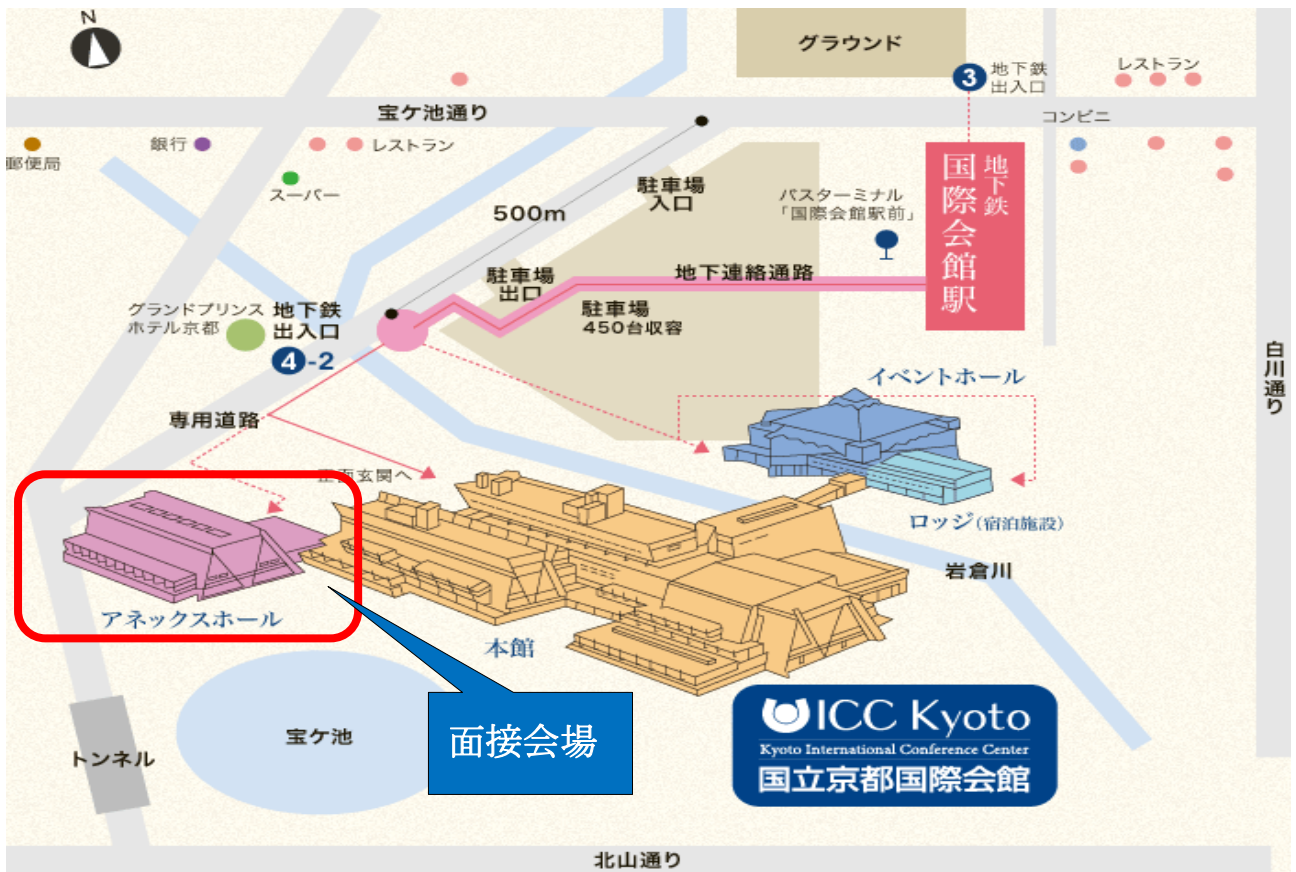 N
グラウンド
3
地下鉄
出入口
レストラン
宝ケ池通り
コンビニ
郵便局
銀行
レストラン
スーパー
駐車場
入口
500m
バスターミナル
「国際会館駅前」
地下鉄
国際会館駅
駐車場
出口
地下連絡通路
駐車場
450台収容
グランドプリンス
ホテル京都
地下鉄
出入口
4-2
白川通り
イベントホール
専用道路
正面玄関へ
ロッジ(宿泊施設)
岩倉川
アネックスホール
本館
面接会場
宝ケ池
トンネル
ICC Kyoto
Kyoto International Conference Center
国立京都国際会館
北山通り